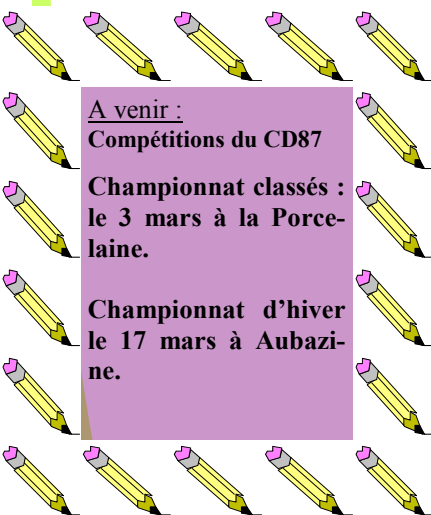 A venir :
Compétitions du CD87
Championnat classés :
le 3 mars à la Porce-
laine.
Championnat d’hiver
le 17 mars à Aubazi-
ne.